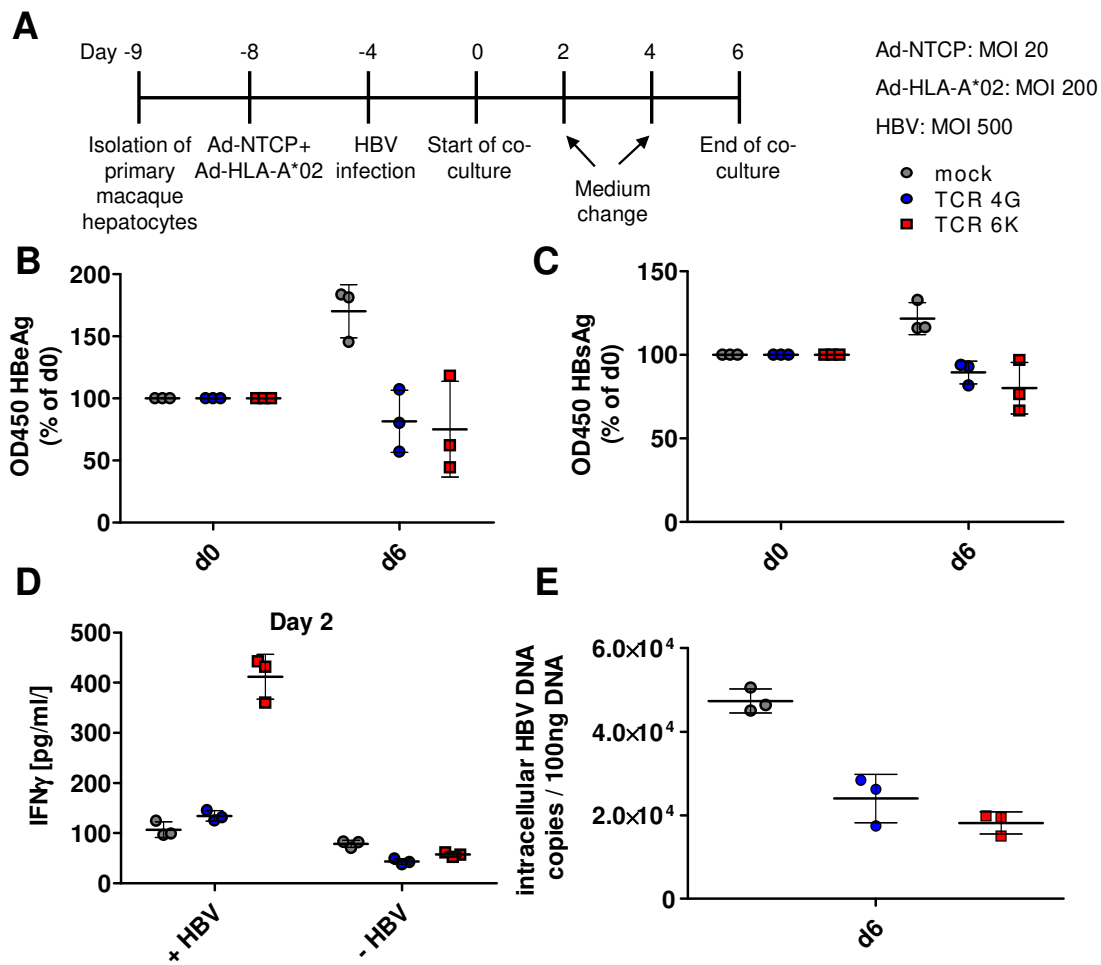 A
Day -9 -8 -4 0 2 4 6
Isolation of
primary
macaque
hepatocytes
Ad-NTCP+
Ad-HLA-A*02
HBV
infection
Start of co-
culture
Medium
change
End of co-
culture
Ad-NTCP: MOI 20
Ad-HLA-A*02: MOI 200
HBV: MOI 500
mock
TCR 4G
TCR 6K
B
OD450 HBeAg
(% of d0)
200
150
100
50
0
d0 d6
C
OD450 HBsAg
(% of d0)
150
100
50
0
d0 d6
D
Day 2
IFNγ [pg/ml/]
500
400
300
200
100
0
+ HBV - HBV
E
intracellular HBV DNA
copies / 100ng DNA
6.0×10⁴
4.0×10⁴
2.0×10⁴
0
d6